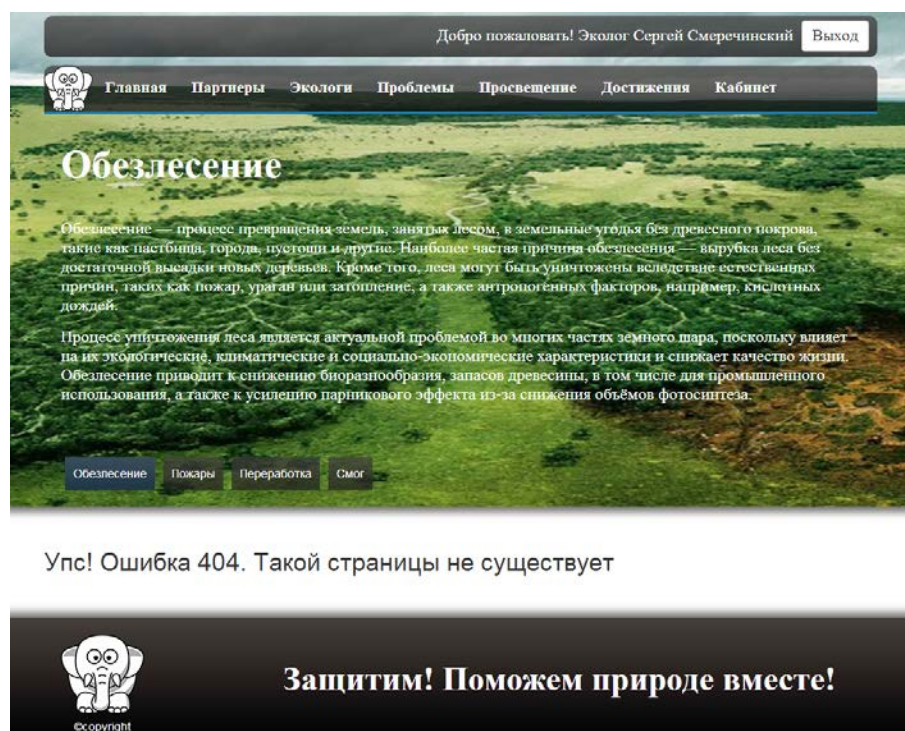 Добро пожаловать! Эколог Сергей Смеречинский Выход
Главная Партнеры Экологи Проблемы Просвещение Достижения Кабинет
Обезлесение
Обезлесение — процесс превращения земель, занятых лесом, в земельные угодья без древесного покрова,
такие как пастбища, города, пустоши и другие. Наиболее частая причина обезлесения — вырубка леса без
достаточной высадки новых деревьев. Кроме того, леса могут быть уничтожены вследствие естественных
причин, таких как пожар, ураган или затопление, а также антропогенных факторов, например, кислотных
дождей.
Процесс уничтожения леса является актуальной проблемой во многих частях земного шара, поскольку влияет
на их экологические, климатические и социально-экономические характеристики и снижает качество жизни.
Обезлесение приводит к снижению биоразнообразия, запасов древесины, в том числе для промышленного
использования, а также к усилению парникового эффекта из-за снижения объёмов фотосинтеза.
Обезлесение Пожары Переработка Смог
Упс! Ошибка 404. Такой страницы не существует
Защитим! Поможем природе вместе!
©copyright